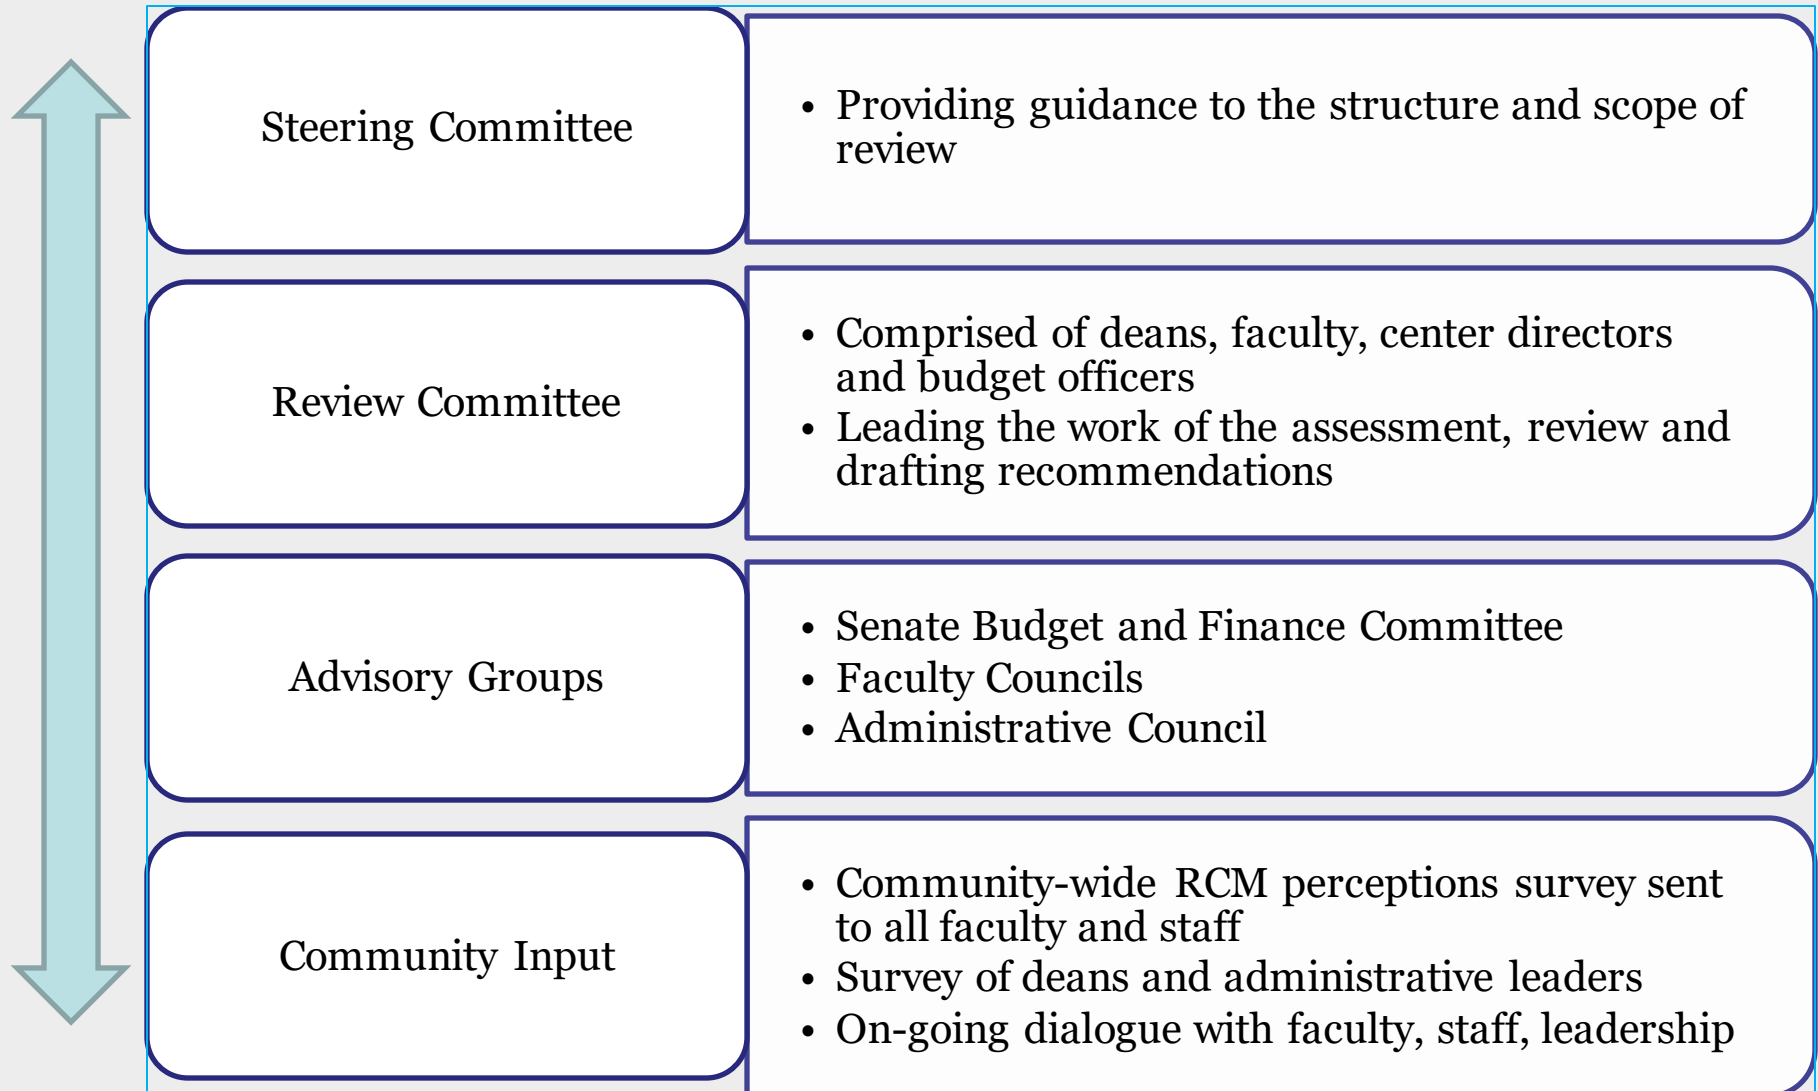 Steering Committee
• Providing guidance to the structure and scope of
review
Review Committee
• Comprised of deans, faculty, center directors
and budget officers
• Leading the work of the assessment, review and
drafting recommendations
Advisory Groups
• Senate Budget and Finance Committee
• Faculty Councils
• Administrative Council
Community Input
• Community-wide RCM perceptions survey sent
to all faculty and staff
• Survey of deans and administrative leaders
• On-going dialogue with faculty, staff, leadership